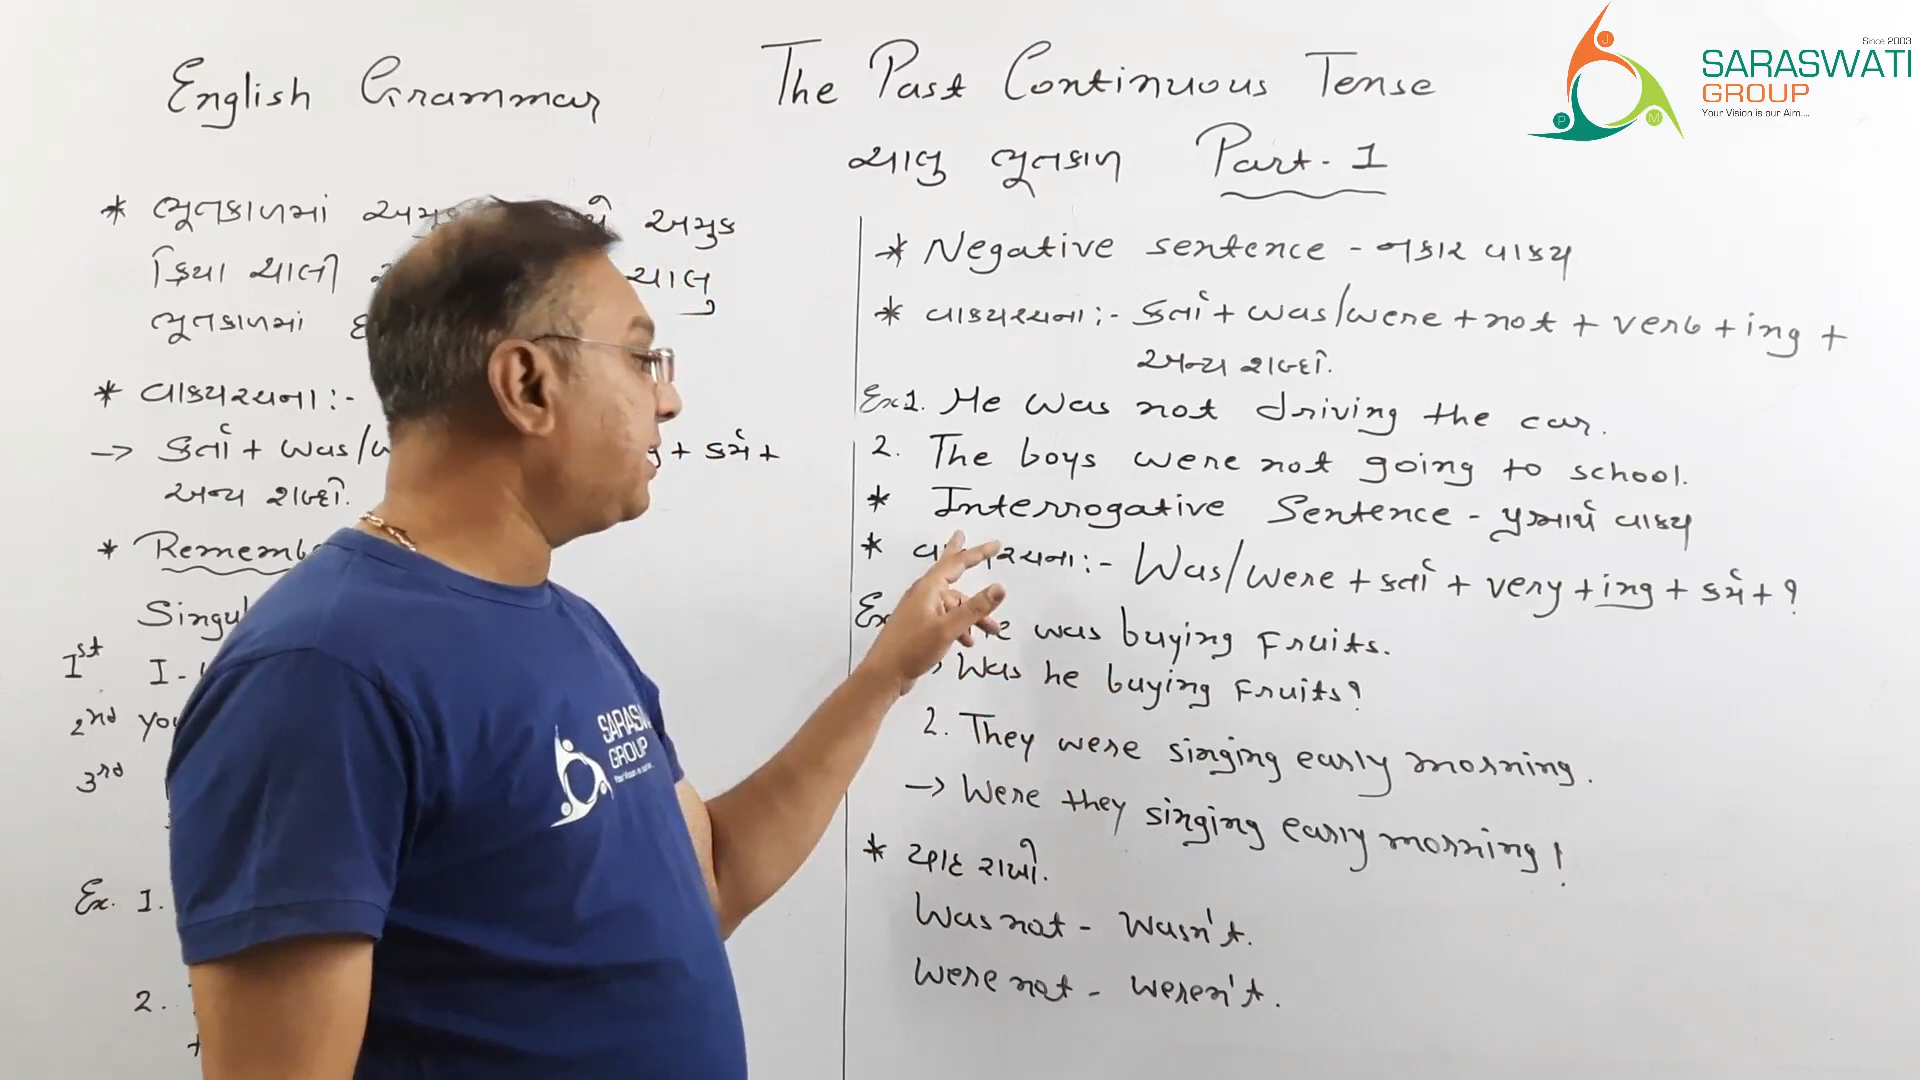 English Grammar
The Past Continuous Tense
ચાલુ ભૂતકાળ Part-1
Since 2003
SARASWATI
GROUP
Your Vision is our Aim....
J
P
M
* ભૂતકાળમાં અમુક
ક્રિયા ચાલી ચાલુ
ભૂતકાળમાં
* વાક્યરચના :-
-> કર્તા + was/ + કર્મ +
અન્ય શબ્દો.
*
1st I -
2nd you
3rd
Ex. 1.
2.
* Negative sentence - નકાર વાક્ય
* વાક્યરચના :- કર્તા + was/were + not + verb + ing +
અન્ય શબ્દો.
Ex1. He was not driving the car.
2. The boys were not going to school.
* Interrogative Sentence - પ્રશ્નાર્થ વાક્ય
* :- Was/were + કર્તા + very + ing + કર્મ + ?
was buying Fruits.
Was he buying Fruits?
2. They were singing early morning.
-> Were they singing early morning!
* યાદ રાખો.
Was not - Wasn't.
Were not - Weren't.
SARASW
GROUP